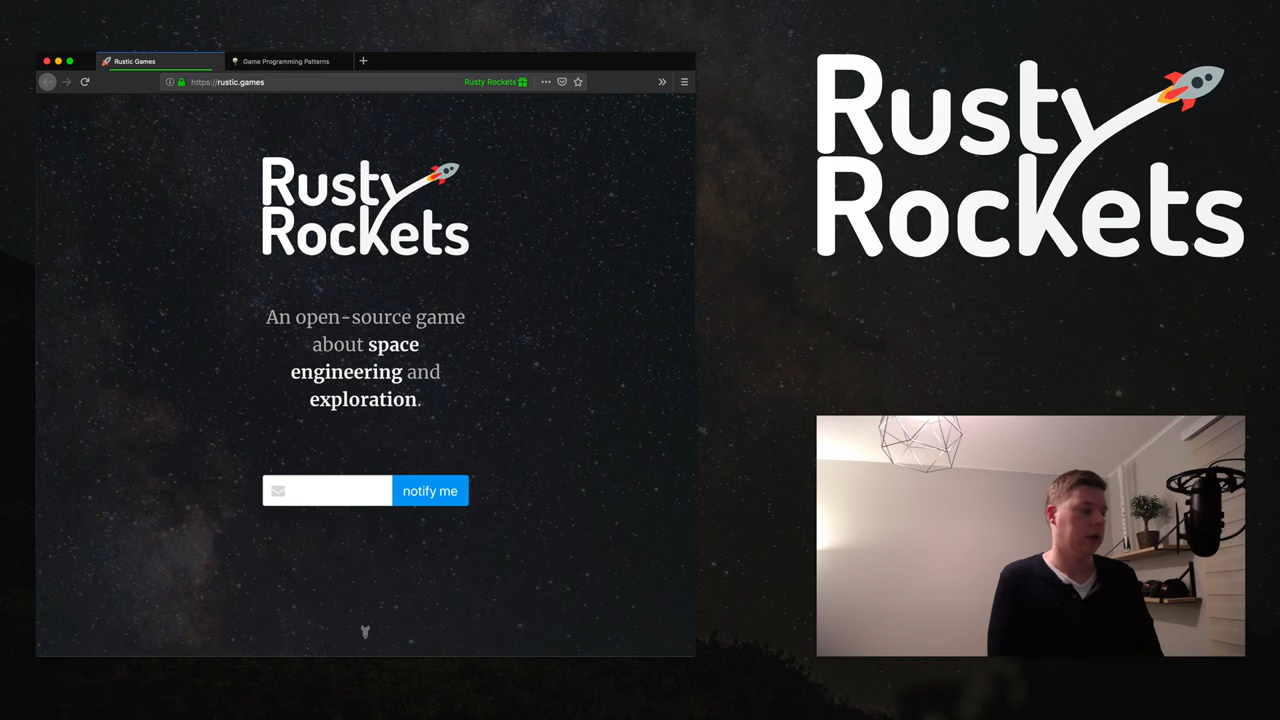 Rustic Games
Game Programming Patterns
https://rustic.games
Rusty Rockets
Rusty
Rockets
An open-source game
about space
engineering and
exploration.
notify me
Rusty
Rockets